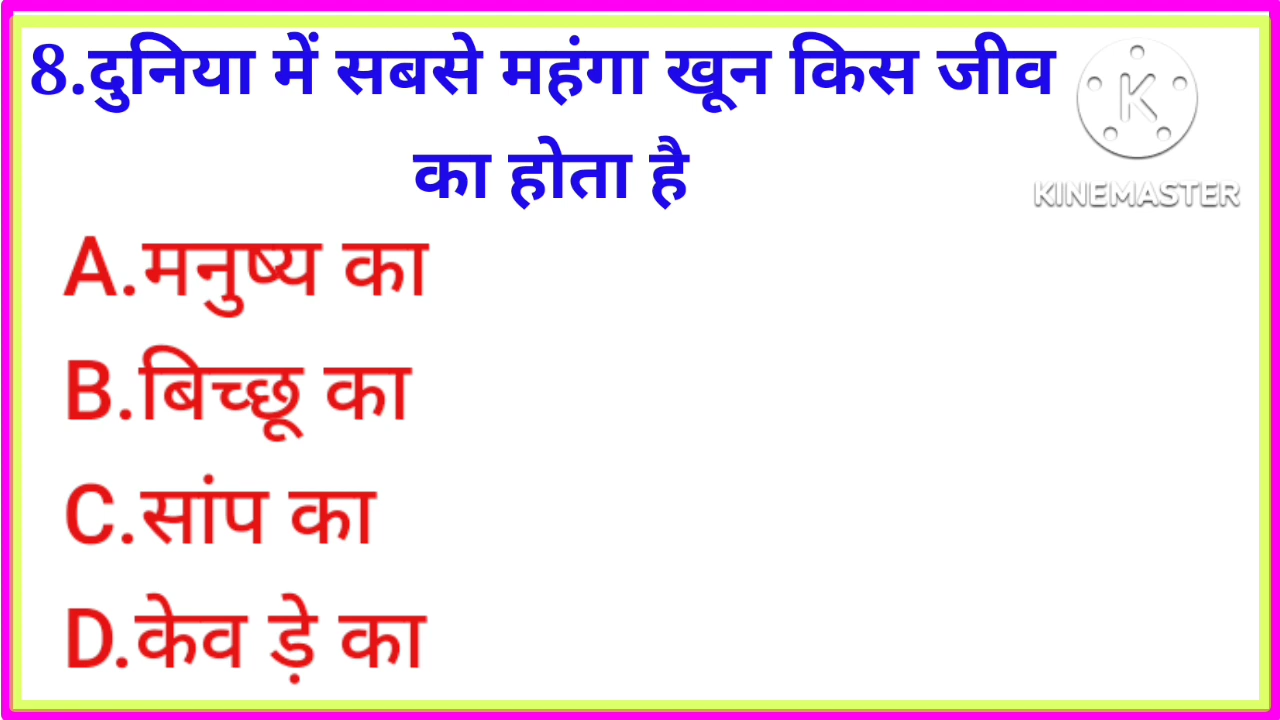 8.दुनिया में सबसे महंगा खून किस जीव
का होता है
K
KINEMASTER
A.मनुष्य का
B.बिच्छू का
C.सांप का
D.केव ड़े का